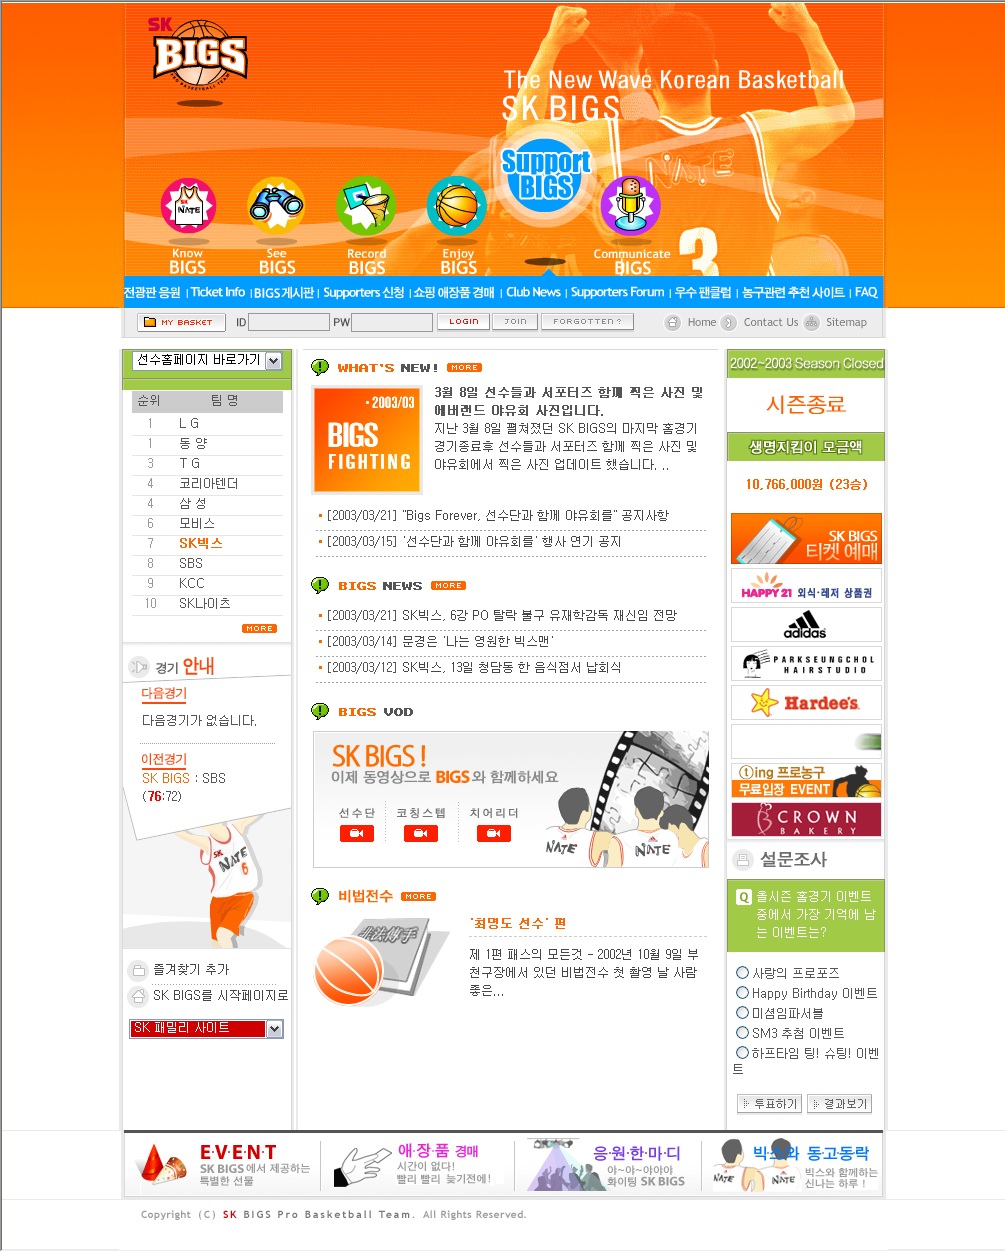 SK
BIGS
PRO BASKETBALL TEAM
The New Wave Korean Basketball
SK BIGS
Support
BIGS
SK
NATE
NATE
3
Know
BIGS
See
BIGS
Record
BIGS
Enjoy
BIGS
Communicate
BIGS
전광판 응원 | Ticket Info | BIGS게시판 | Supporters 신청 | 쇼핑 애장품 경매 | Club News | Supporters Forum | 우수 팬클럽 | 농구관련 추천 사이트 | FAQ
MY BASKET ID PW LOGIN JOIN FORGOTTEN ? Home Contact Us Sitemap
선수홈페이지 바로가기
순위 팀 명
1 L G
1 동 양
3 T G
4 코리아텐더
4 삼 성
6 모비스
7 SK빅스
8 SBS
9 KCC
10 SK나이츠
MORE
경기 안내
다음경기
다음경기가 없습니다.
이전경기
SK BIGS : SBS
(76:72)
SK
NATE
6
즐겨찾기 추가
SK BIGS를 시작페이지로
SK 패밀리 사이트
WHAT'S NEW! MORE
2003/03
BIGS
FIGHTING
3월 8일 선수들과 서포터즈 함께 찍은 사진 및
에버랜드 야유회 사진입니다.
지난 3월 8일 펼쳐졌던 SK BIGS의 마지막 홈경기
경기종료후 선수들과 서포터즈 함께 찍은 사진 및
야유회에서 찍은 사진 업데이트 했습니다. ..
[2003/03/21] "Bigs Forever, 선수단과 함께 야유회를" 공지사항
[2003/03/15] '선수단과 함께 야유회를' 행사 연기 공지
BIGS NEWS MORE
[2003/03/21] SK빅스, 6강 PO 탈락 불구 유재학감독 재신임 전망
[2003/03/14] 문경은 '나는 영원한 빅스맨'
[2003/03/12] SK빅스, 13일 청담동 한 음식점서 납회식
BIGS VOD
SK BIGS !
이제 동영상으로 BIGS와 함께하세요
선수단 코칭스텝 치어리더
NATE NATE
비법전수 MORE
'최명도 선수' 편
제 1편 패스의 모든것 - 2002년 10월 9일 부
천구장에서 있던 비법전수 첫 촬영 날 사람
좋은...
2002~2003 Season Closed
시즌종료
생명지킴이 모금액
10,766,000원 (23승)
SK BIGS
티켓 예매
HAPPY 21 외식·레저 상품권
adidas
PARKSEUNGCHOL
HAIRSTUDIO
Hardee's
ting 프로농구
무료입장 EVENT
CROWN
BAKERY
설문조사
Q 올시즌 홈경기 이벤트
중에서 가장 기억에 남
는 이벤트는?
사랑의 프로포즈
Happy Birthday 이벤트
미션임파서블
SM3 추첨 이벤트
하프타임 팅! 슈팅! 이벤
트
투표하기 결과보기
E·V·E·N·T
SK BIGS에서 제공하는
특별한 선물
애·장·품 경매
시간이 없다!
빨리 빨리 늦기전에!
응·원·한·마·디
야~야~야야야
화이팅 SK BIGS
NATE NATE
빅스와 동고동락
빅스와 함께하는
신나는 하루 !
Copyright (C) SK BIGS Pro Basketball Team. All Rights Reserved.